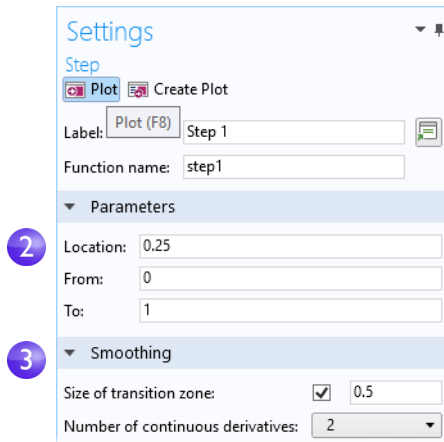 Settings
Step
Plot Create Plot
Plot (F8)
Label: Step 1
Function name: step1
Parameters
2
Location: 0.25
From: 0
To: 1
3
Smoothing
Size of transition zone: 0.5
Number of continuous derivatives: 2